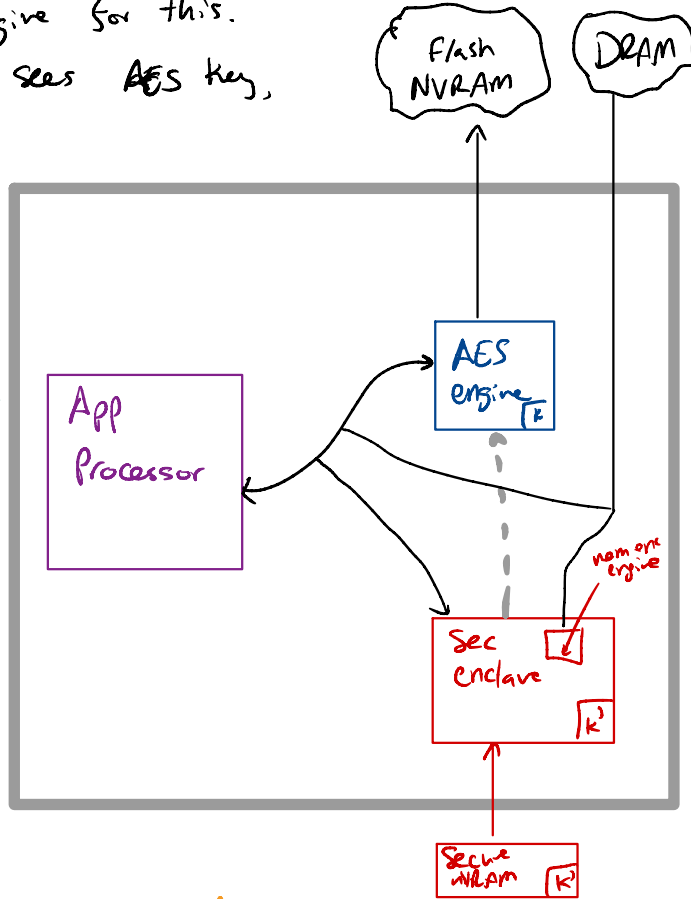 gine for this.
sees AES key,
Flash
NVRAM
DRAM
AES
engine
K
App
Processor
mem enc
engine
Sec
enclave
K'
Secure
NVRAM
K'